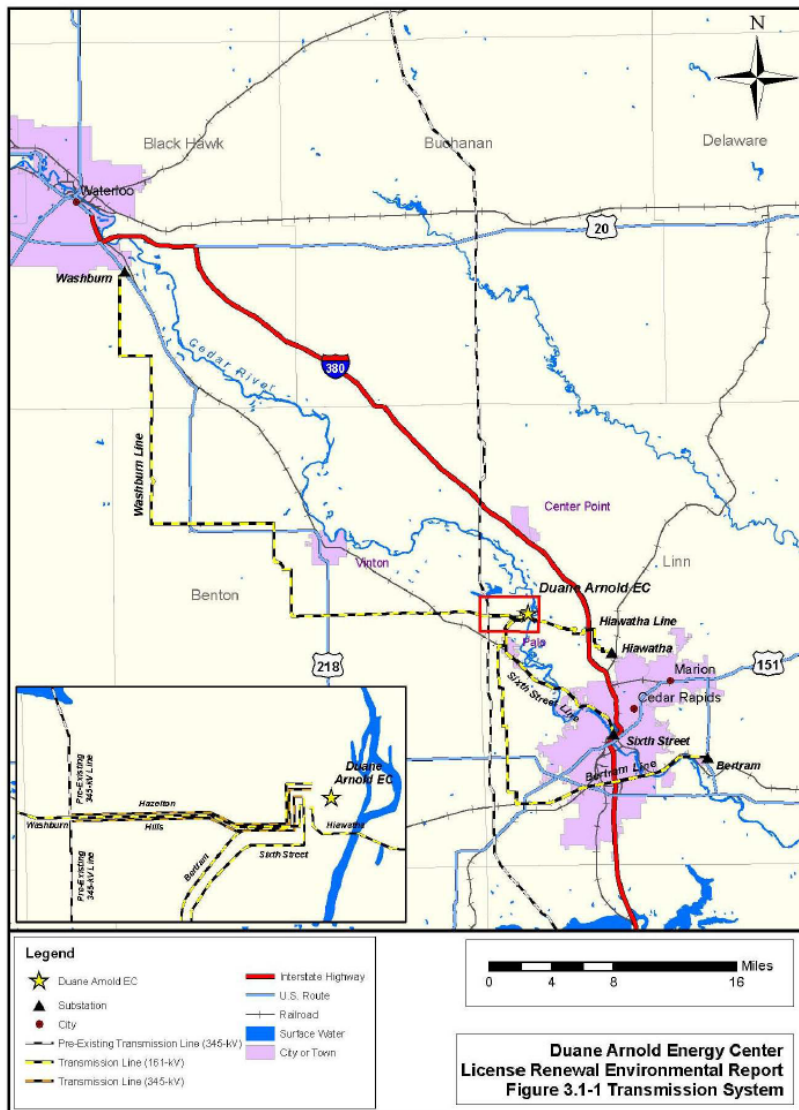 N
Black Hawk
Buchanan
Delaware
Waterloo
20
Washburn
Cedar River
380
Washburn Line
Center Point
Vinton
Duane Arnold EC
Linn
Benton
Hiawatha Line
Palo
Hiawatha
218
Marion
151
Sixth Street Line
Cedar Rapids
Sixth Street
Bertram Line
Bertram
Pre-Existing
345-kV Line
Duane
Arnold EC
Hazelton
Washburn
Hills
Hiawatha
Sixth Street
Bertram
Pre-Existing
345-kV Line
Legend
Duane Arnold EC
Substation
City
Pre-Existing Transmission Line (345-kV)
Transmission Line (161-kV)
Transmission Line (345-kV)
Interstate Highway
U.S. Route
Railroad
Surface Water
City or Town
Miles
0 4 8 16
Duane Arnold Energy Center
License Renewal Environmental Report
Figure 3.1-1 Transmission System